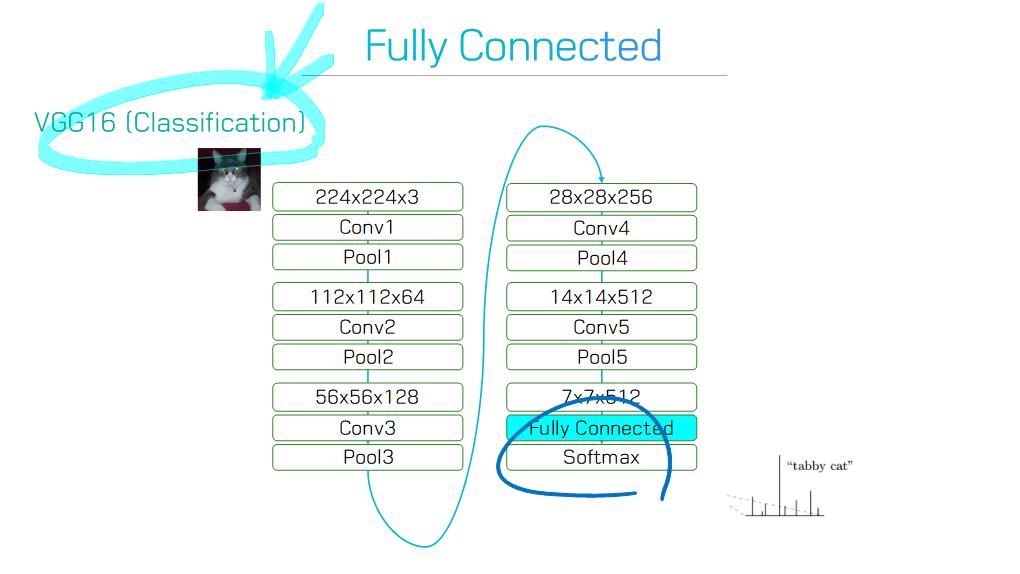 Fully Connected
VGG16 (Classification)
224x224x3
Conv1
Pool1
112x112x64
Conv2
Pool2
56x56x128
Conv3
Pool3
28x28x256
Conv4
Pool4
14x14x512
Conv5
Pool5
7x7x512
Fully Connected
Softmax
“tabby cat”